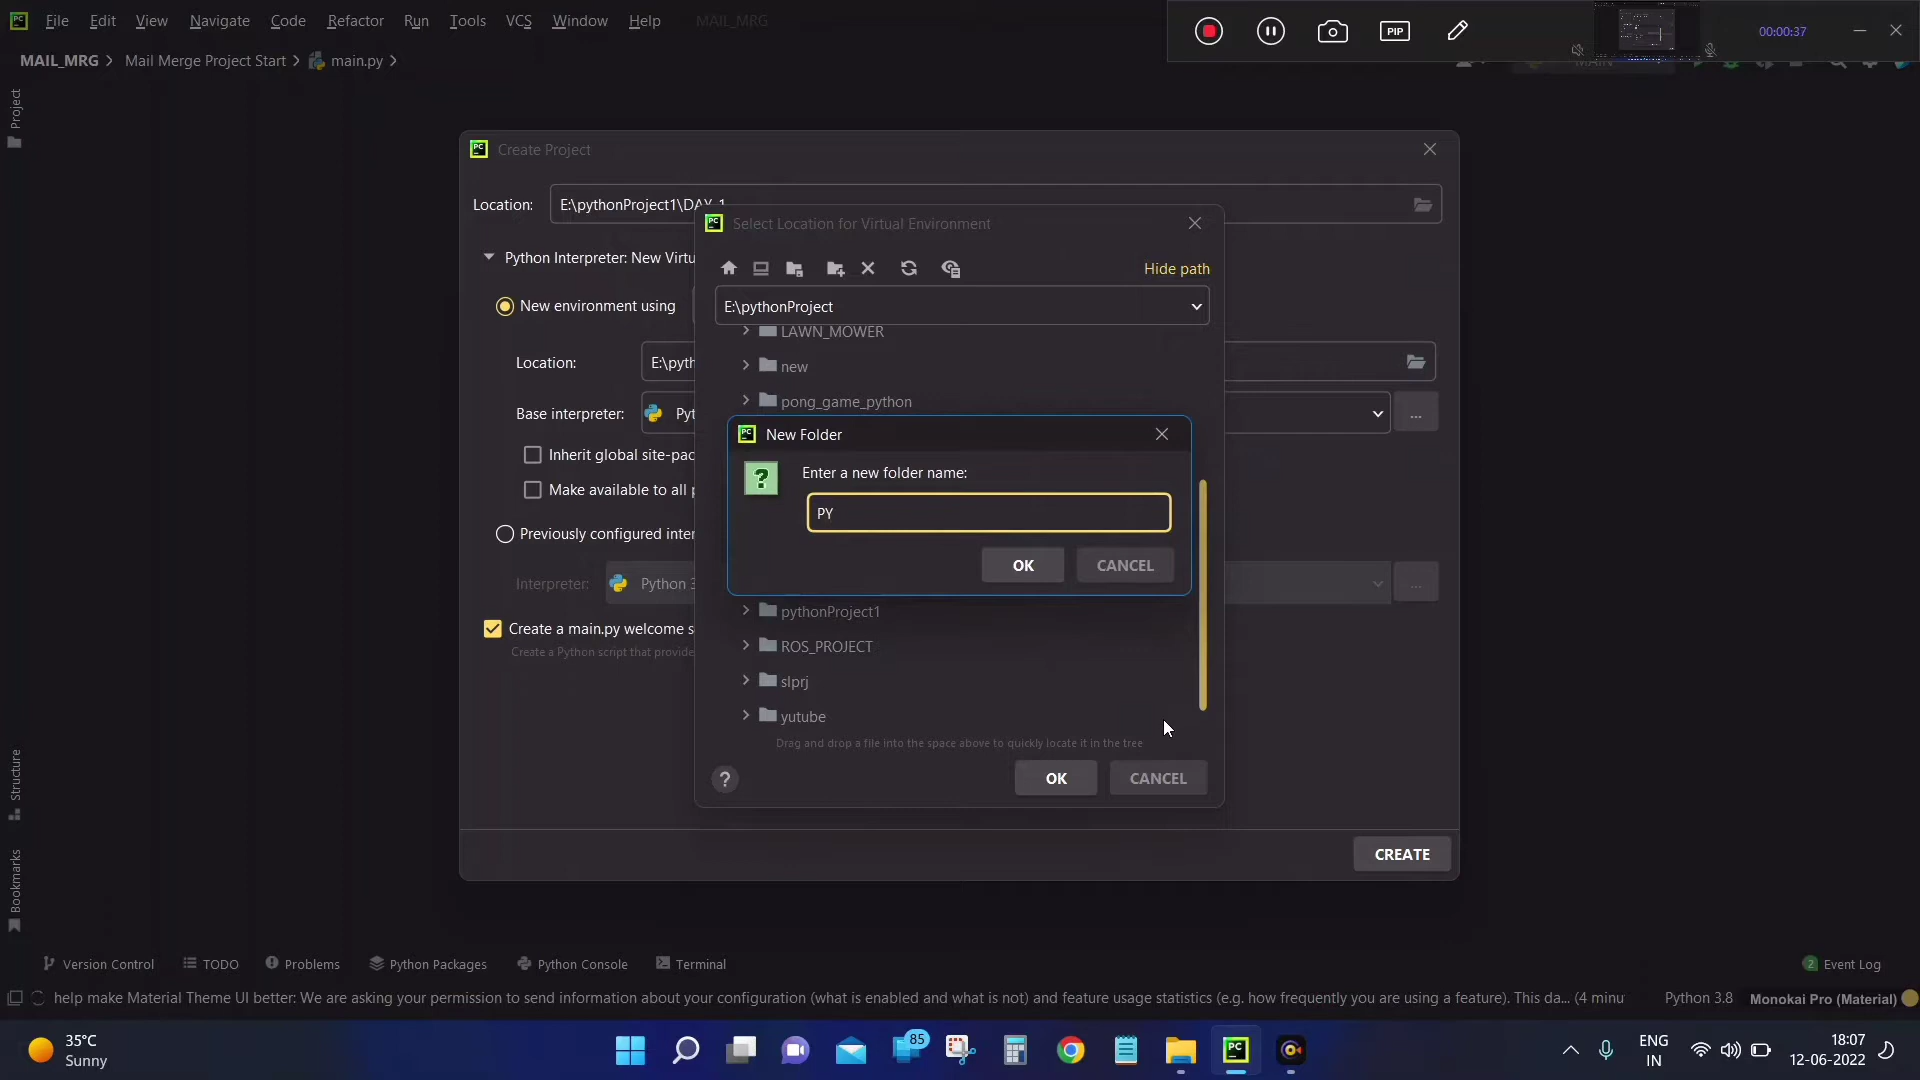 File Edit View Navigate Code Refactor Run Tools VCS Window Help MAIL_MRG
PIP
00:00:37
MAIL_MRG Mail Merge Project Start main.py
MAIN
Project
Create Project
Location: E:\pythonProject1\DAY_1
Select Location for Virtual Environment
Python Interpreter: New Virtu
Hide path
New environment using
E:\pythonProject
LAWN_MOWER
Location: E:\pyth
new
pong_game_python
Base interpreter: Pyt
...
New Folder
Inherit global site-pac
Enter a new folder name:
Make available to all p
PY
Previously configured inter
OK CANCEL
Interpreter: Python 3
...
pythonProject1
Create a main.py welcome s
Create a Python script that provide
ROS_PROJECT
slprj
yutube
Drag and drop a file into the space above to quickly locate it in the tree
? OK CANCEL
Structure
CREATE
Bookmarks
Version Control TODO Problems Python Packages Python Console Terminal 2 Event Log
help make Material Theme UI better: We are asking your permission to send information about your configuration (what is enabled and what is not) and feature usage statistics (e.g. how frequently you are using a feature). This da... (4 minu Python 3.8 Monokai Pro (Material)
35°C
Sunny
85
PC
ENG
IN
18:07
12-06-2022